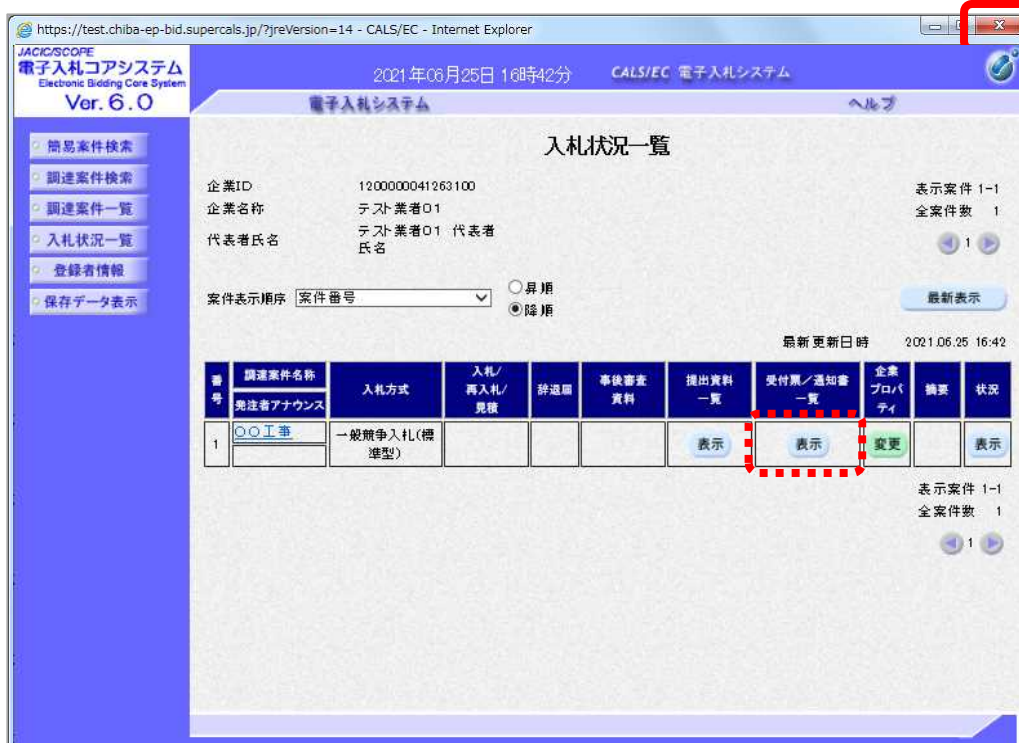 https://test.chiba-ep-bid.supercals.jp/?jreVersion=14 - CALS/EC - Internet Explorer
JACIC/SCOPE
電子入札コアシステム
Electronic Bidding Core System
Ver. 6.0
2021年06月25日 16時42分
CALS/EC 電子入札システム
電子入札システム
ヘルプ
簡易案件検索
調達案件検索
調達案件一覧
入札状況一覧
登録者情報
保存データ表示
入札状況一覧
企業ID 1200000041263100
企業名称 テスト業者01
代表者氏名 テスト業者01 代表者
氏名
表示案件 1-1
全案件数 1
1
案件表示順序 案件番号
昇順
降順
最新表示
最新更新日時 2021.06.25 16:42
番号
調達案件名称
発注者アナウンス
入札方式
入札/
再入札/
見積
辞退届
事後審査
資料
提出資料
一覧
受付票/通知書
一覧
企業
プロパ
ティ
摘要
状況
1 〇〇工事 一般競争入札(標
準型)
表示 表示 変更 表示
表示案件 1-1
全案件数 1
1